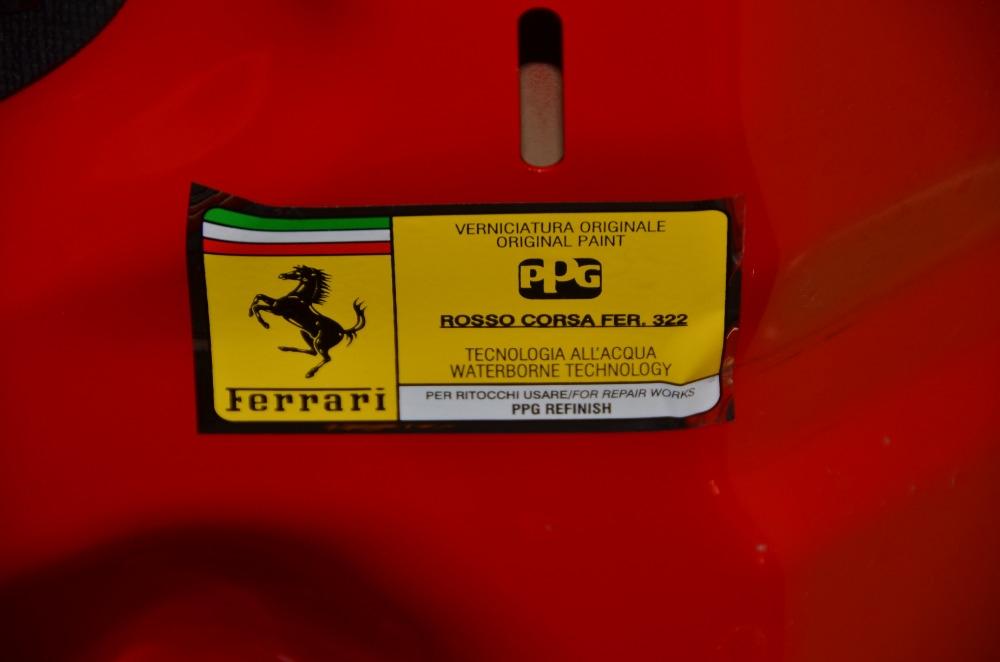 VERNICIATURA ORIGINALE
ORIGINAL PAINT
PPG
ROSSO CORSA FER. 322
TECNOLOGIA ALL'ACQUA
WATERBORNE TECHNOLOGY
PER RITOCCHI USARE/FOR REPAIR WORKS
PPG REFINISH
Ferrari